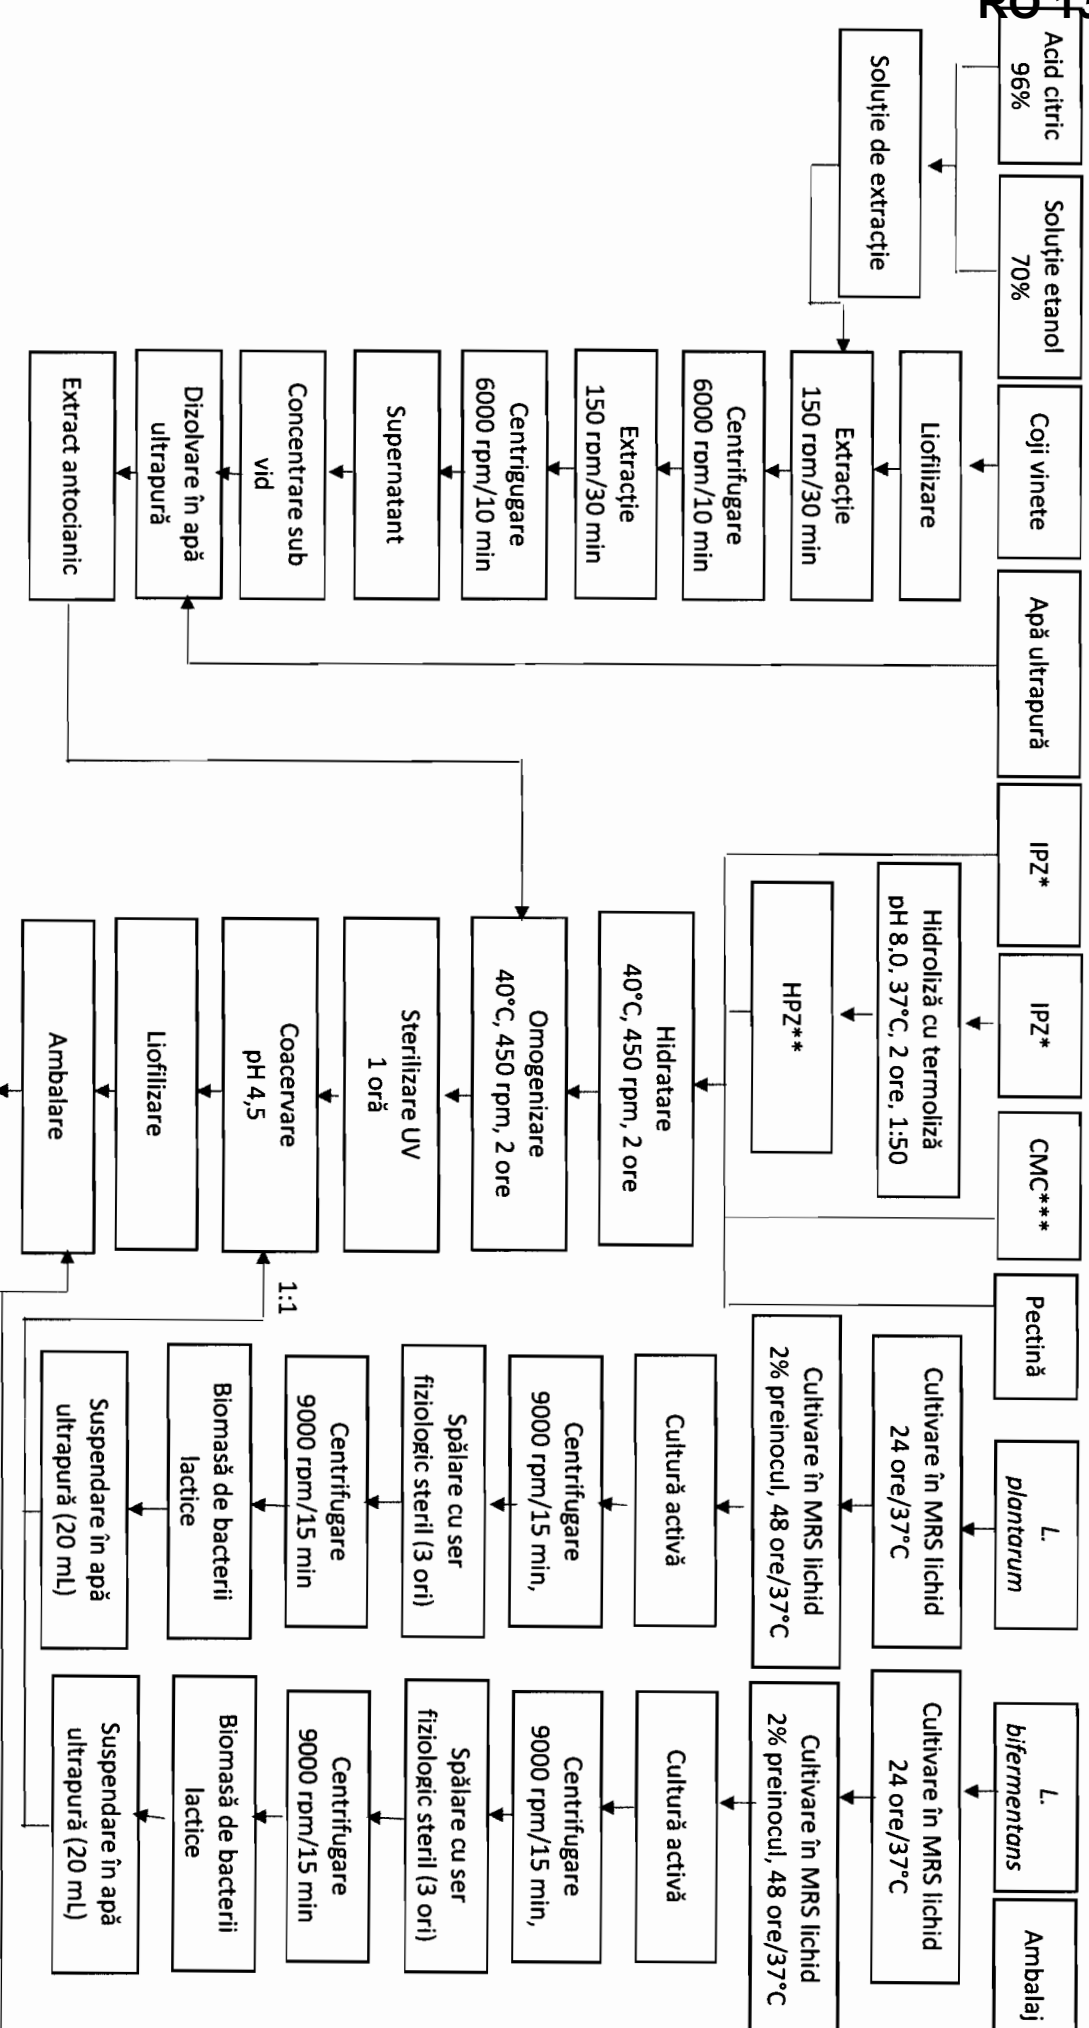 RO 13
Acid citric
96%
Soluție etanol
70%
Coji vinete
Apă ultrapură
IPZ*
IPZ*
CMC***
Pectină
L.
plantarum
L.
bifermentans
Ambalaj
Soluție de extracție
Liofilizare
Extracție
150 rpm/30 min
Centrifugare
6000 rpm/10 min
Extracție
150 rpm/30 min
Centrigugare
6000 rpm/10 min
Supernatant
Concentrare sub
vid
Dizolvare în apă
ultrapură
Extract antocianic
Hidroliză cu termoliză
pH 8,0, 37°C, 2 ore, 1:50
HPZ**
Hidratare
40°C, 450 rpm, 2 ore
Omogenizare
40°C, 450 rpm, 2 ore
Sterilizare UV
1 oră
Coacervare
pH 4,5
1:1
Liofilizare
Ambalare
Cultivare în MRS lichid
24 ore/37°C
Cultivare în MRS lichid
2% preinocul, 48 ore/37°C
Cultură activă
Centrifugare
9000 rpm/15 min,
Spălare cu ser
fiziologic steril (3 ori)
Centrifugare
9000 rpm/15 min
Biomasă de bacterii
lactice
Suspendare în apă
ultrapură (20 mL)
Cultivare în MRS lichid
24 ore/37°C
Cultivare în MRS lichid
2% preinocul, 48 ore/37°C
Cultură activă
Centrifugare
9000 rpm/15 min,
Spălare cu ser
fiziologic steril (3 ori)
Centrifugare
9000 rpm/15 min
Biomasă de bacterii
lactice
Suspendare în apă
ultrapură (20 mL)